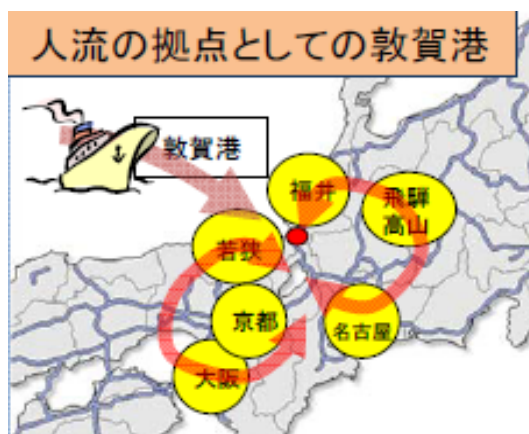 人流の拠点としての敦賀港
敦賀港
福井
飛騨
高山
若狭
京都
名古屋
大阪